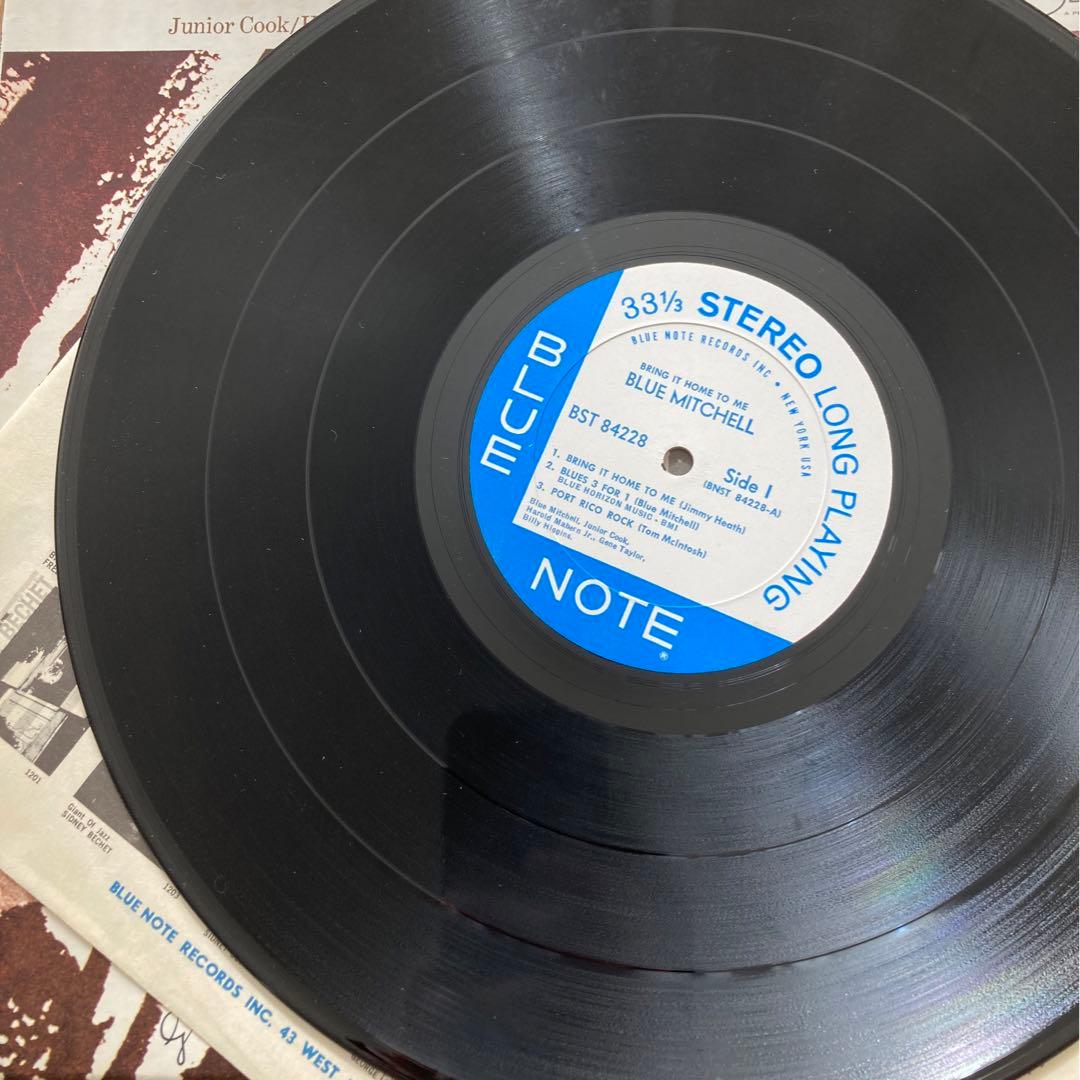 Junior Cook/
33 1/3 STEREO LONG PLAYING
BLUE NOTE RECORDS INC • NEW YORK USA
BRING IT HOME TO ME
BLUE MITCHELL
BST 84228
Side 1
(BNST 84228-A)
1. BRING IT HOME TO ME (Jimmy Heath)
2. BLUES 3 FOR 1 (Blue Mitchell)
BLUE HORIZON MUSIC - BMI
3. PORT RICO ROCK (Tom McIntosh)
Blue Mitchell, Junior Cook,
Harold Mabern Jr., Gene Taylor,
Billy Higgins.
BLUE
NOTE
®
BECHET
1201
Giant Of Jazz
SIDNEY BECHET
1203
BLUE NOTE RECORDS INC, 43 WEST